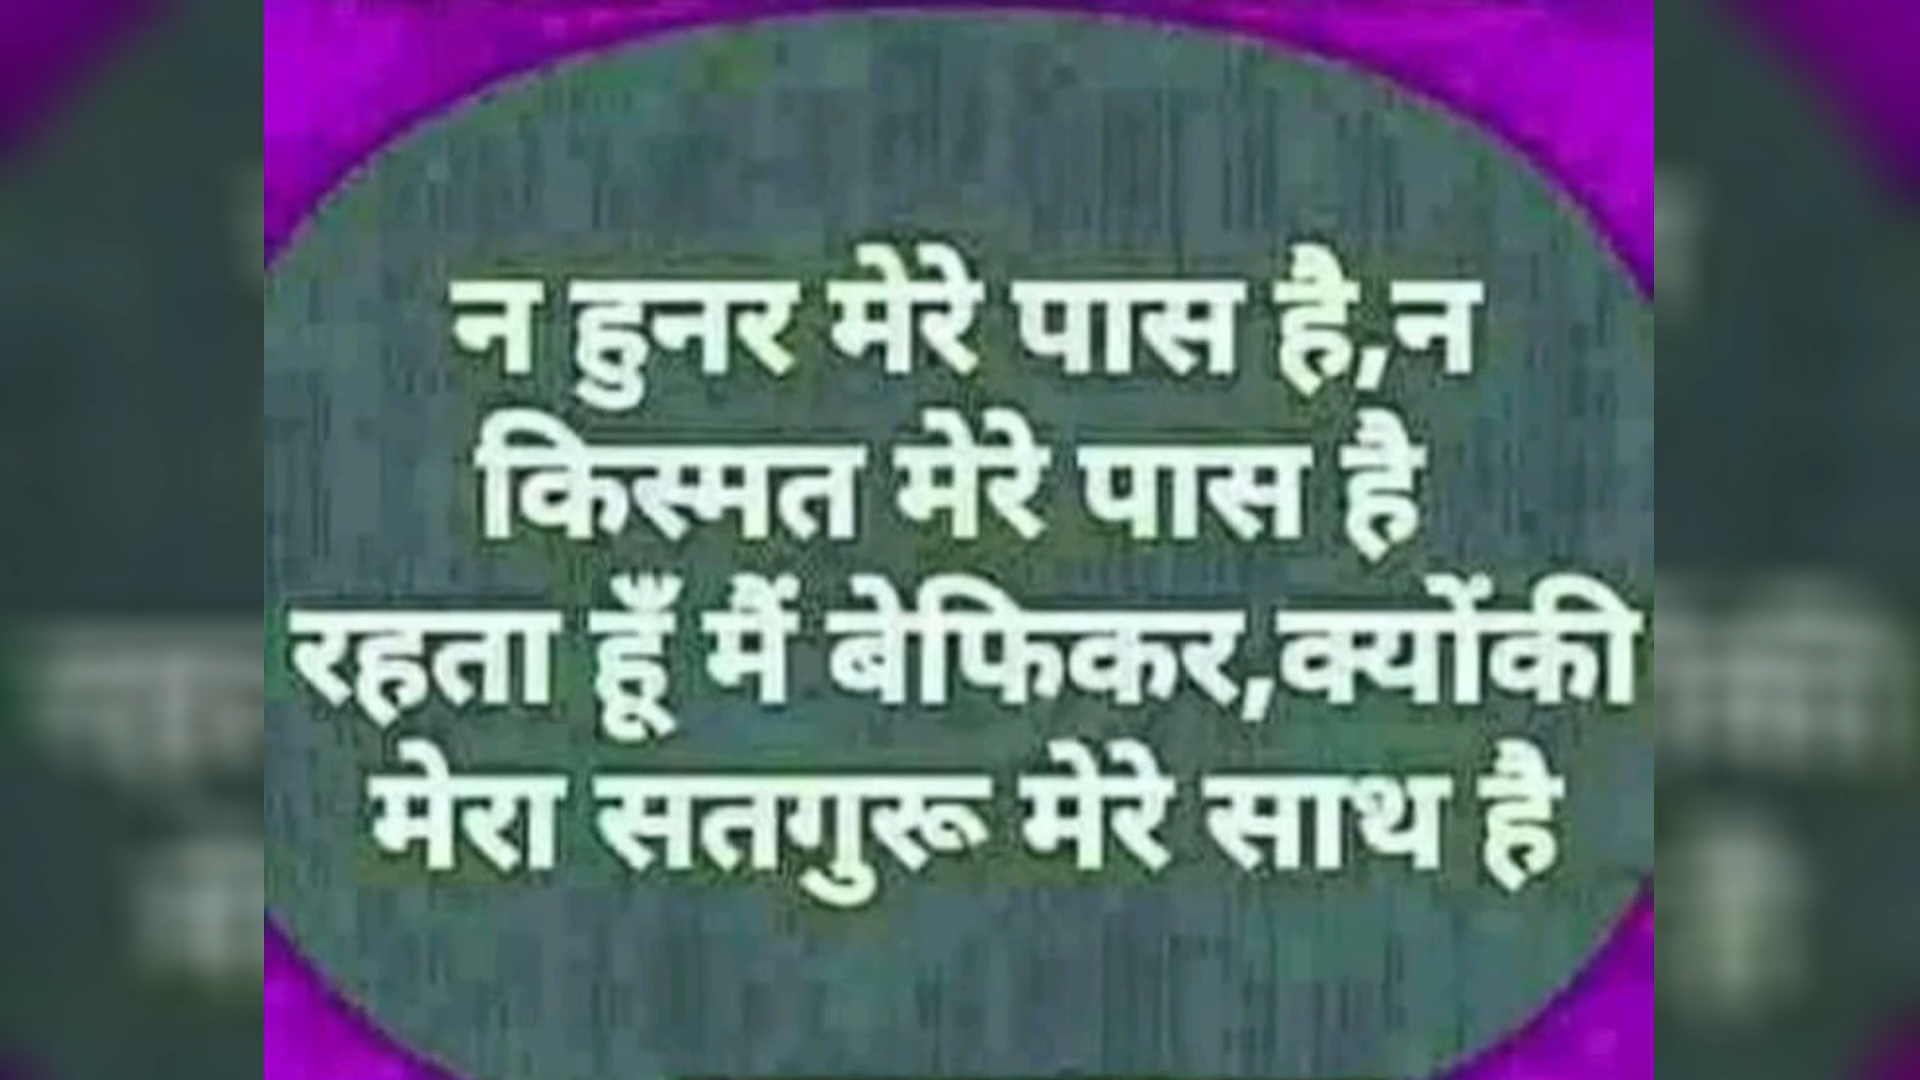 न हुनर मेरे पास है,न
किस्मत मेरे पास है
रहता हूँ मैं बेफिकर,क्योंकी
मेरा सतगुरू मेरे साथ है